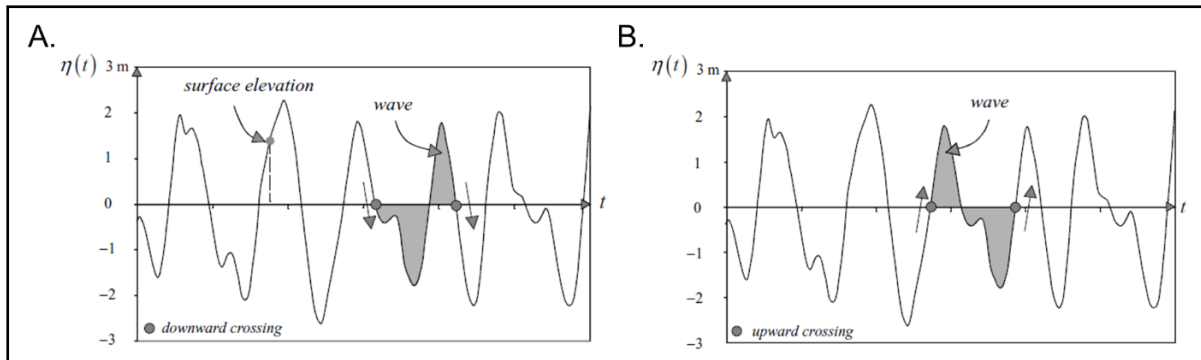 A.
η(t) 3 m
surface elevation
wave
2
1
0
t
−1
−2
−3
downward crossing
B.
η(t) 3 m
wave
2
1
0
t
−1
−2
−3
upward crossing